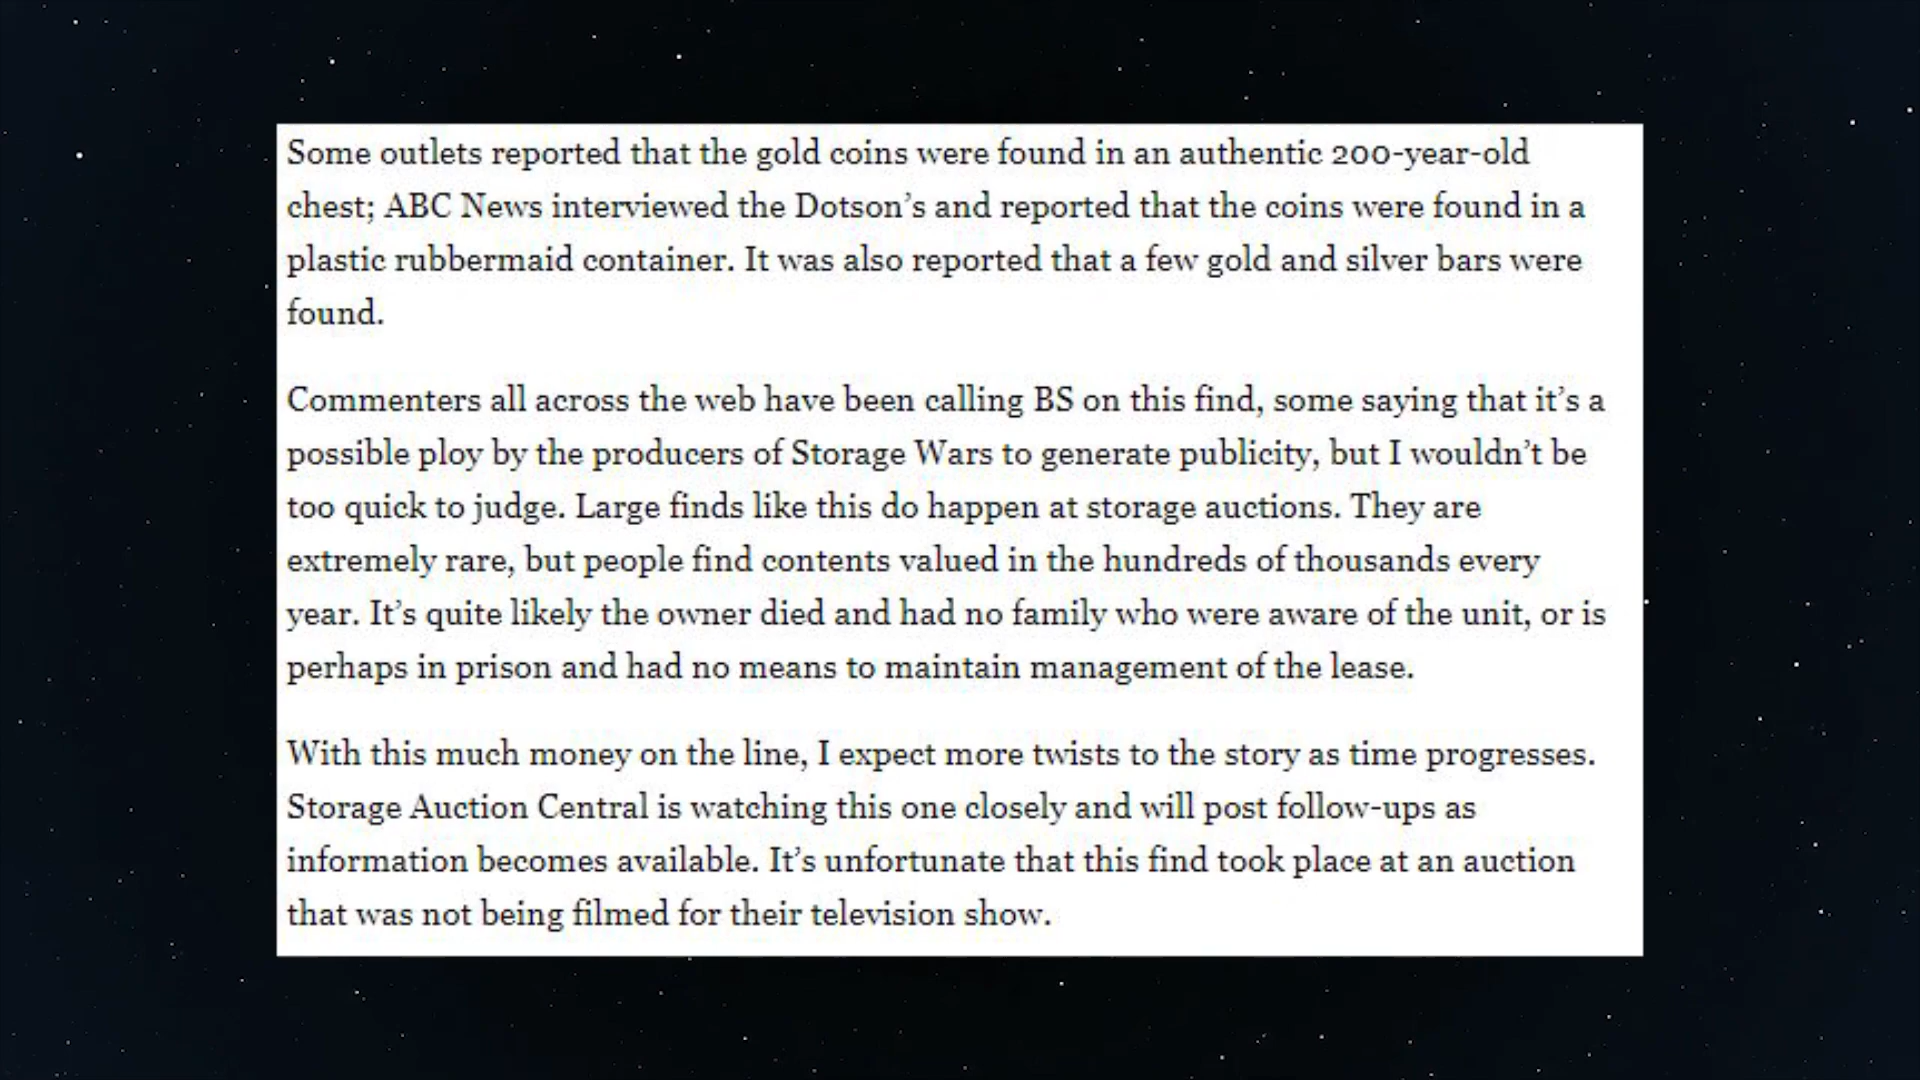 Some outlets reported that the gold coins were found in an authentic 200-year-old
chest; ABC News interviewed the Dotson’s and reported that the coins were found in a
plastic rubbermaid container. It was also reported that a few gold and silver bars were
found.
Commenters all across the web have been calling BS on this find, some saying that it’s a
possible ploy by the producers of Storage Wars to generate publicity, but I wouldn’t be
too quick to judge. Large finds like this do happen at storage auctions. They are
extremely rare, but people find contents valued in the hundreds of thousands every
year. It’s quite likely the owner died and had no family who were aware of the unit, or is
perhaps in prison and had no means to maintain management of the lease.
With this much money on the line, I expect more twists to the story as time progresses.
Storage Auction Central is watching this one closely and will post follow-ups as
information becomes available. It’s unfortunate that this find took place at an auction
that was not being filmed for their television show.